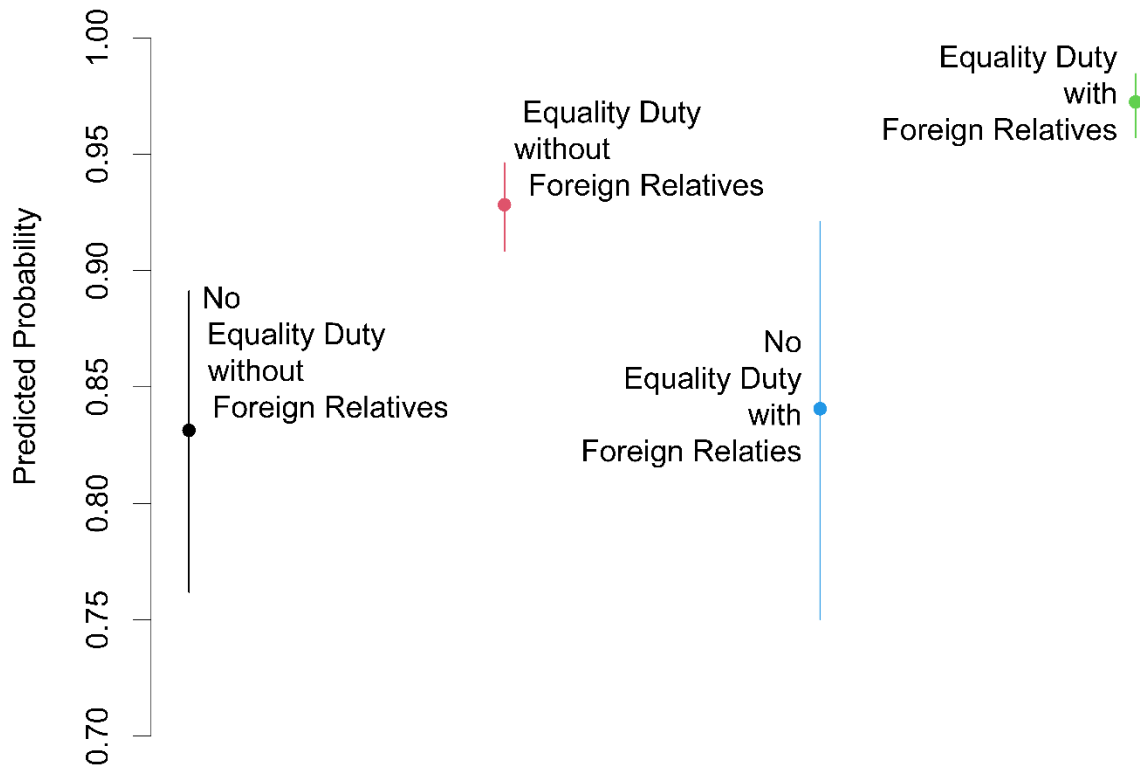 Predicted Probability
1.00
0.95
0.90
0.85
0.80
0.75
0.70
No
Equality Duty
without
Foreign Relatives
Equality Duty
without
Foreign Relatives
No
Equality Duty
with
Foreign Relaties
Equality Duty
with
Foreign Relatives